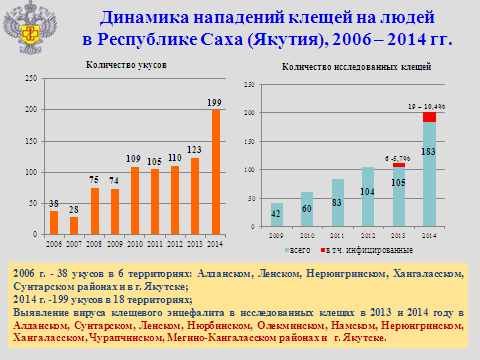 Динамика нападений клещей на людей
в Республике Саха (Якутия), 2006 – 2014 гг.
Количество укусов
250
200
150
100
50
0
38
28
75
74
109
105
110
123
199
2006 2007 2008 2009 2010 2011 2012 2013 2014
Количество исследованных клещей
250
200
150
100
50
0
42
60
83
104
105
183
6 -5,7%
19 – 10,4%
2009 2010 2011 2012 2013 2014
всего
в т.ч. инфицированные
2006 г. - 38 укусов в 6 территориях: Алданском, Ленском, Нерюнгринском, Хангаласском,
Сунтарском районах и в г. Якутске;
2014 г. -199 укусов в 18 территориях;
Выявление вируса клещевого энцефалита в исследованных клещах в 2013 и 2014 году в
Алданском, Сунтарском, Ленском, Нюрбинском, Олекминском, Намском, Нерюнгринском,
Хангаласском, Чурапчинском, Мегино-Кангаласском районах и г. Якутске.